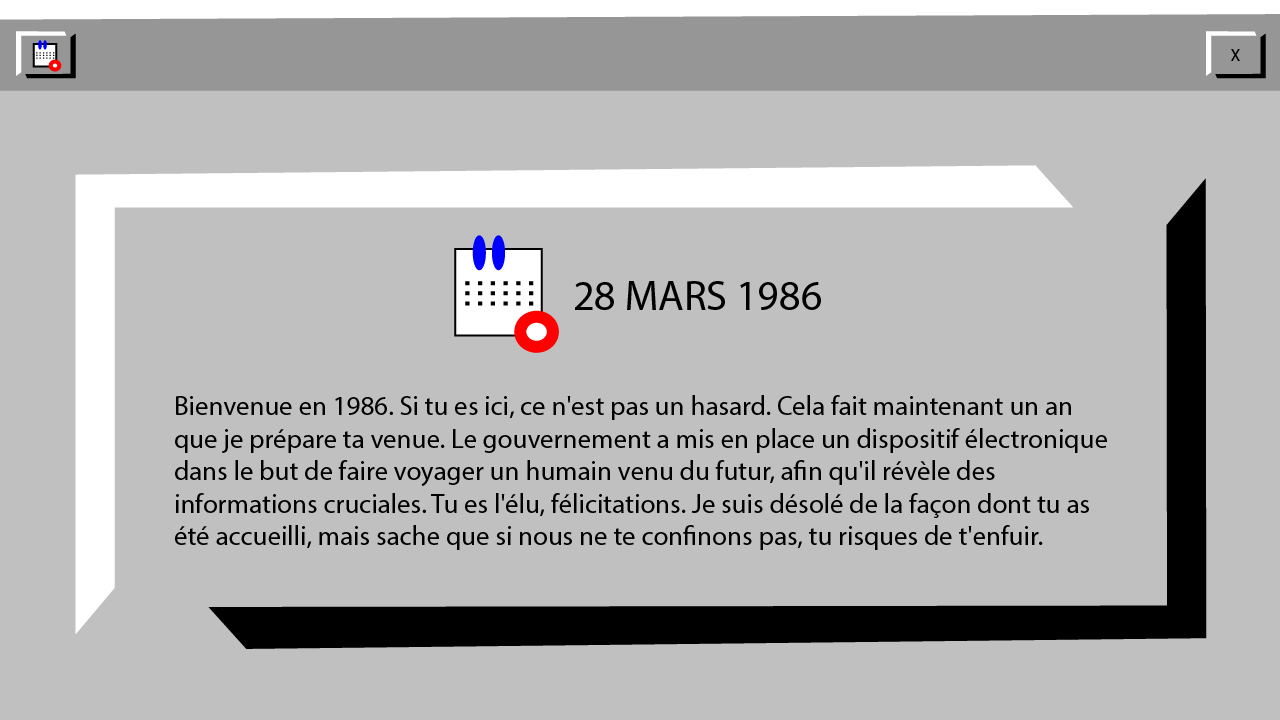 X
28 MARS 1986
Bienvenue en 1986. Si tu es ici, ce n'est pas un hasard. Cela fait maintenant un an
que je prépare ta venue. Le gouvernement a mis en place un dispositif électronique
dans le but de faire voyager un humain venu du futur, afin qu'il révèle des
informations cruciales. Tu es l'élu, félicitations. Je suis désolé de la façon dont tu as
été accueilli, mais sache que si nous ne te confinons pas, tu risques de t'enfuir.